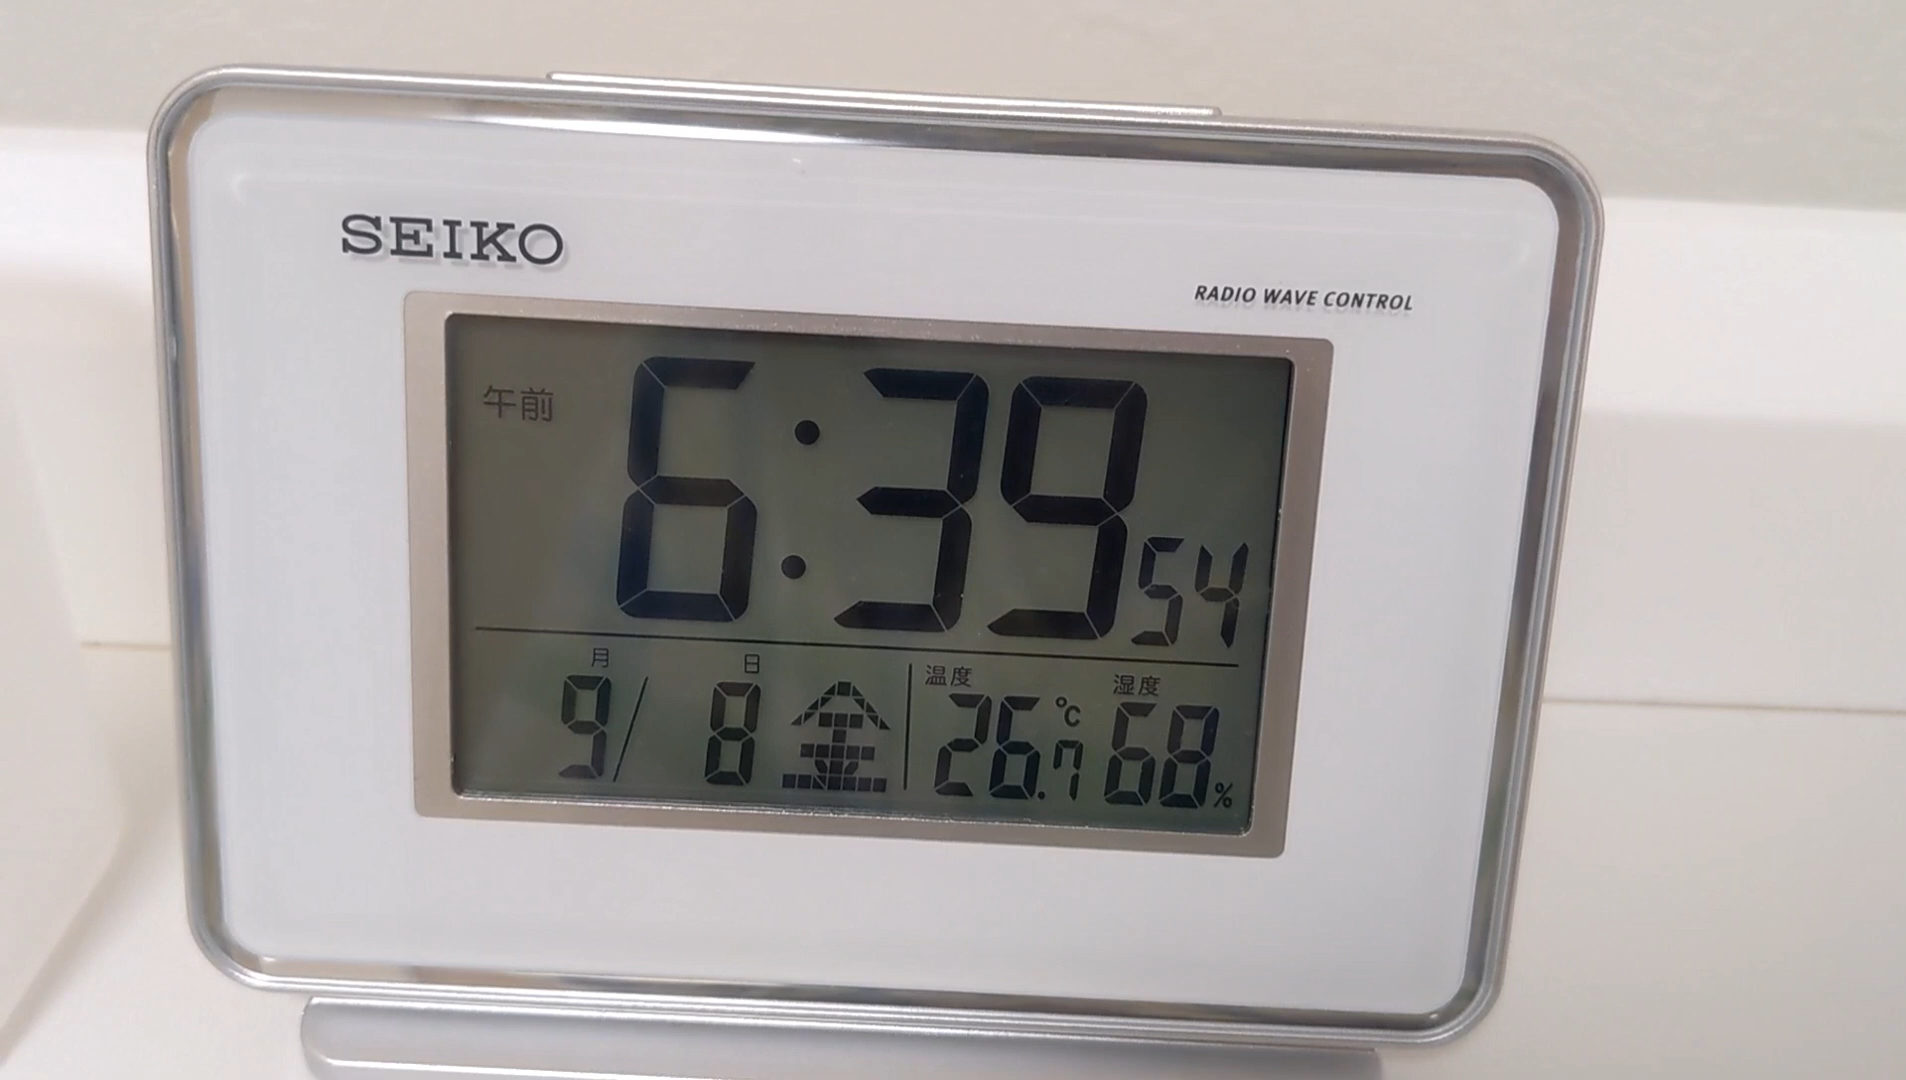 SEIKO
RADIO WAVE CONTROL
午前 6:39 54
月 日 温度 湿度
9/ 8 金 26.7 ℃ 68 %